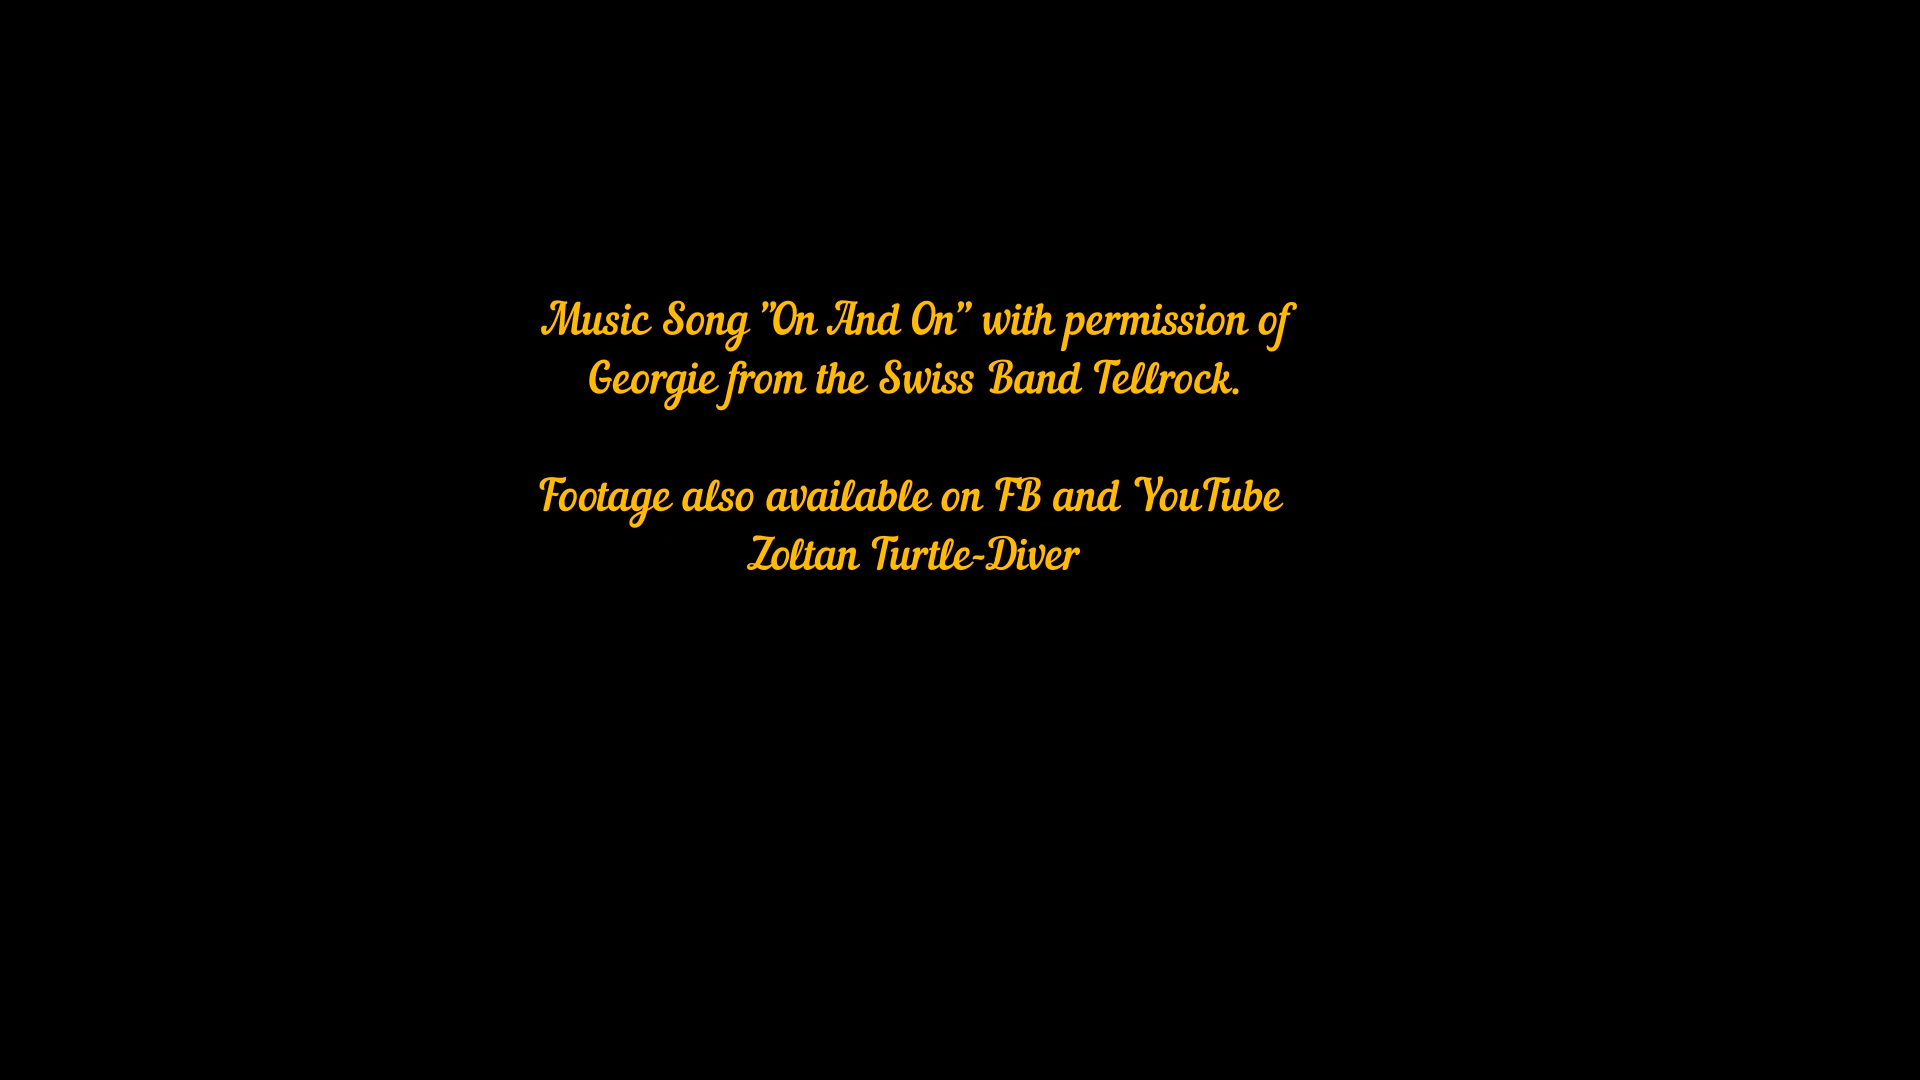 Music Song "On And On" with permission of
Georgie from the Swiss Band Tellrock.
Footage also available on FB and YouTube
Zoltan Turtle-Diver